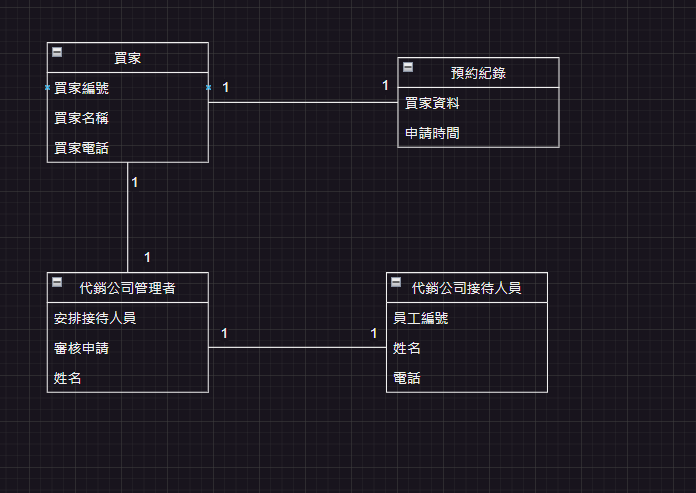 買家
買家編號
買家名稱
買家電話
1
1
預約紀錄
買家資料
申請時間
1
1
代銷公司管理者
安排接待人員
審核申請
姓名
1
1
代銷公司接待人員
員工編號
姓名
電話